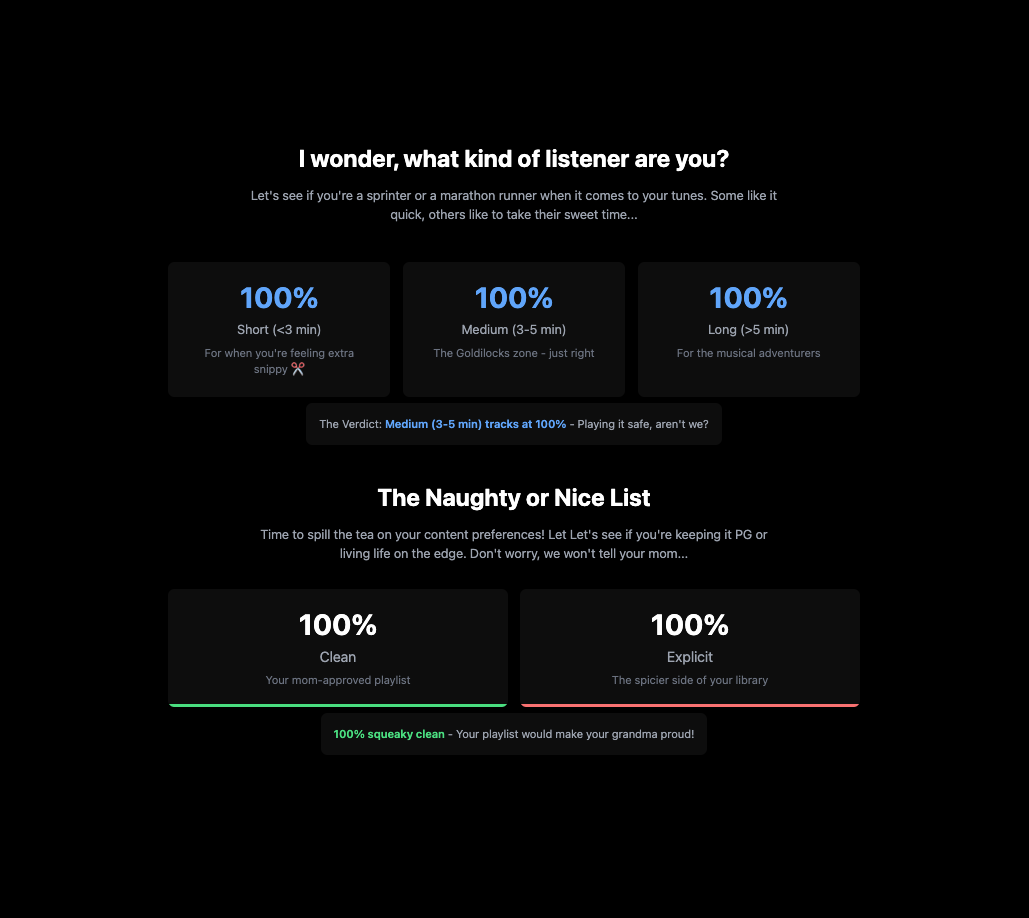 I wonder, what kind of listener are you?
Let's see if you're a sprinter or a marathon runner when it comes to your tunes. Some like it
quick, others like to take their sweet time...
100%
Short (<3 min)
For when you're feeling extra
snippy ✂️
100%
Medium (3-5 min)
The Goldilocks zone - just right
100%
Long (>5 min)
For the musical adventurers
The Verdict: Medium (3-5 min) tracks at 100% - Playing it safe, aren't we?
The Naughty or Nice List
Time to spill the tea on your content preferences! Let Let's see if you're keeping it PG or
living life on the edge. Don't worry, we won't tell your mom...
100%
Clean
Your mom-approved playlist
100%
Explicit
The spicier side of your library
100% squeaky clean - Your playlist would make your grandma proud!